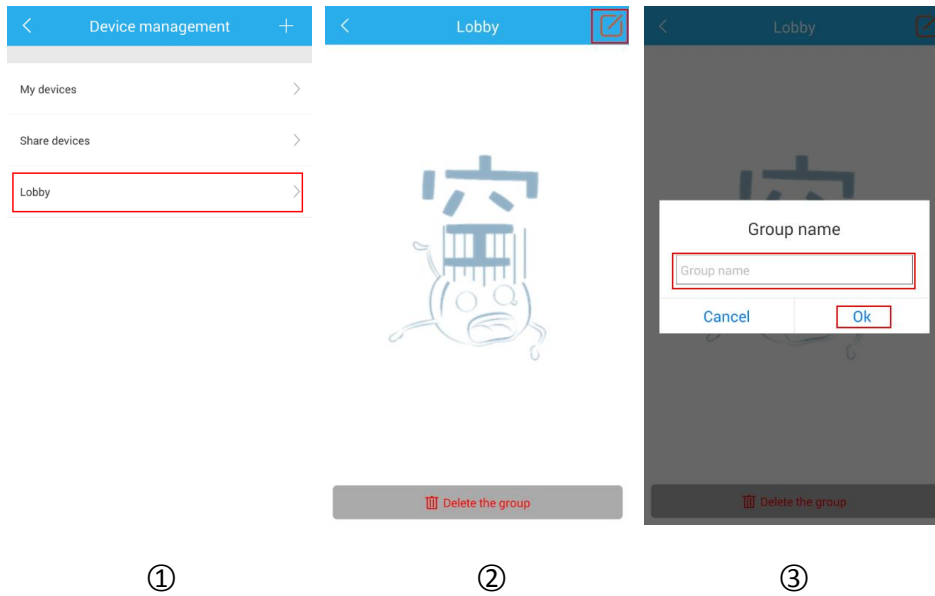 Device management
My devices
Share devices
Lobby
①
Lobby
Delete the group
②
Lobby
Group name
Group name
Cancel
Ok
Delete the group
③